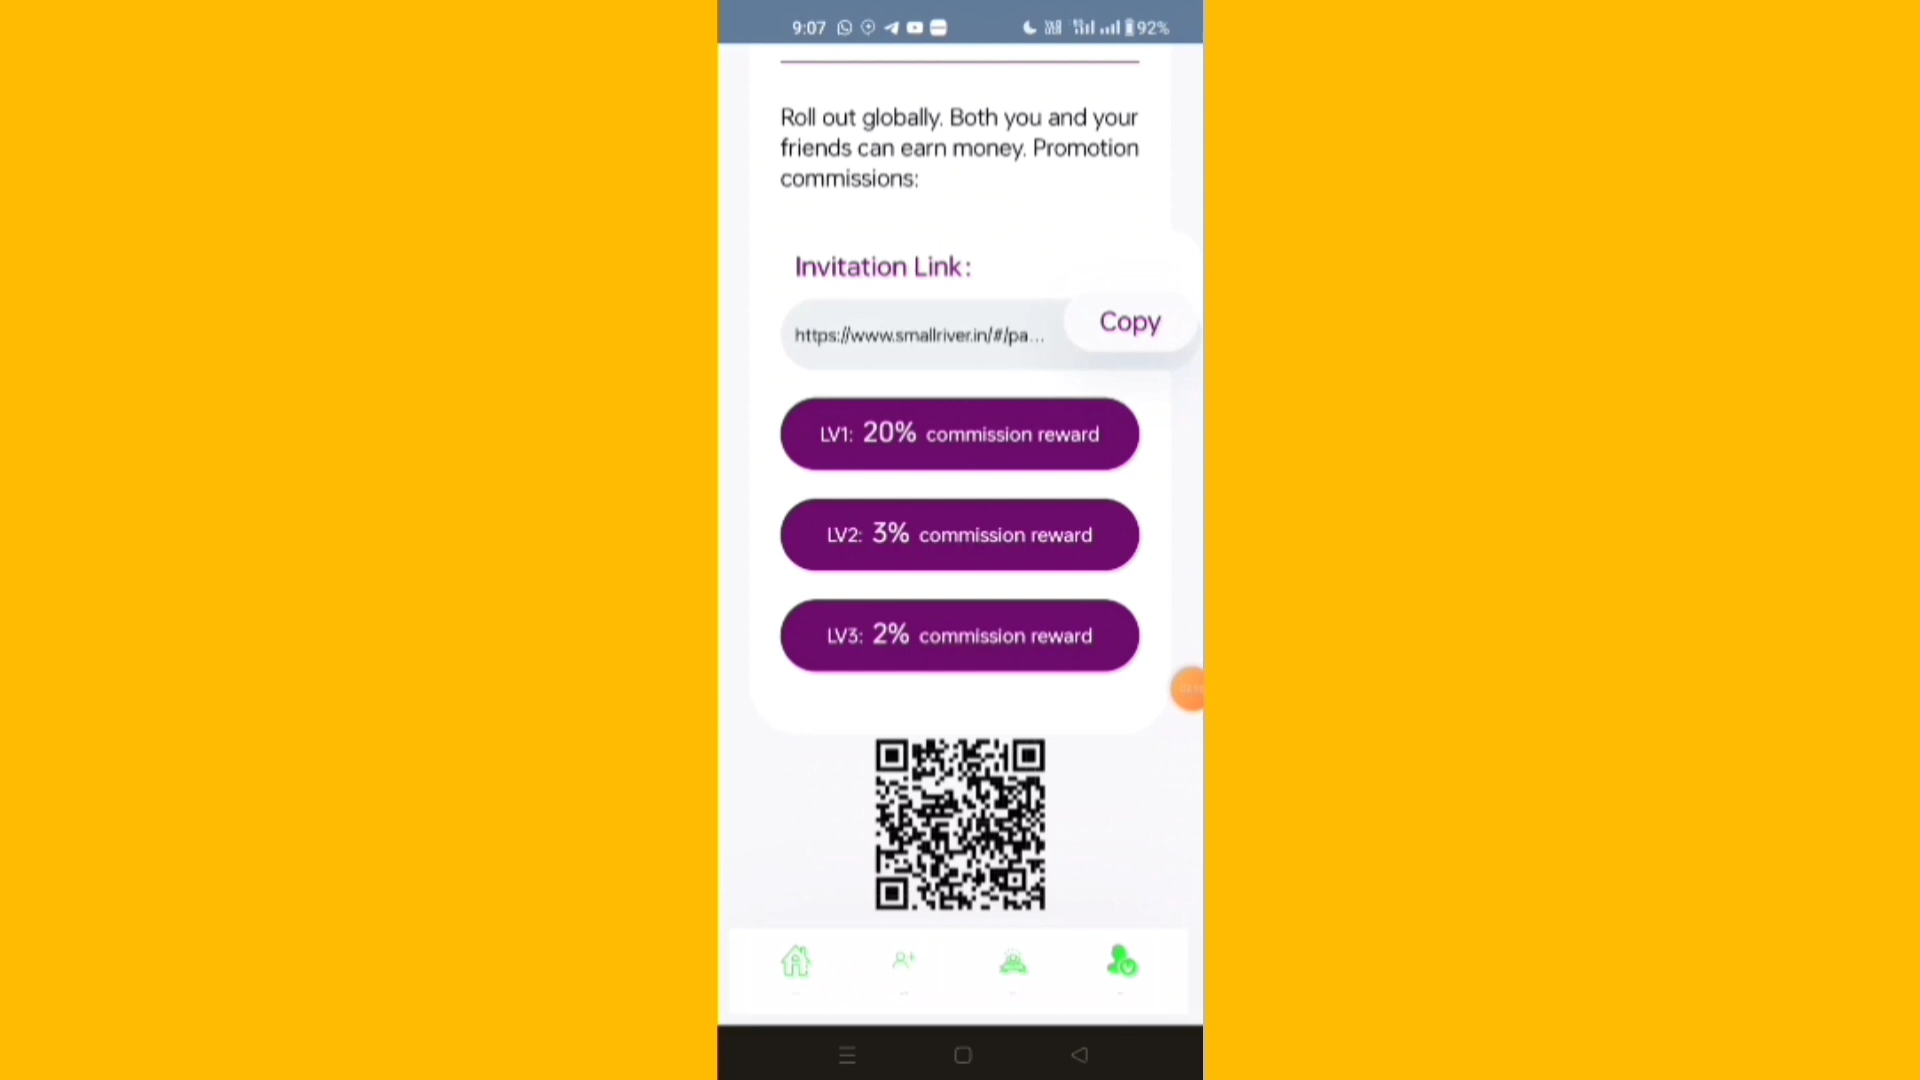 9:07
92%
Roll out globally. Both you and your
friends can earn money. Promotion
commissions:
Invitation Link:
https://www.smallriver.in/#/pa...
Copy
LV1: 20% commission reward
LV2: 3% commission reward
LV3: 2% commission reward